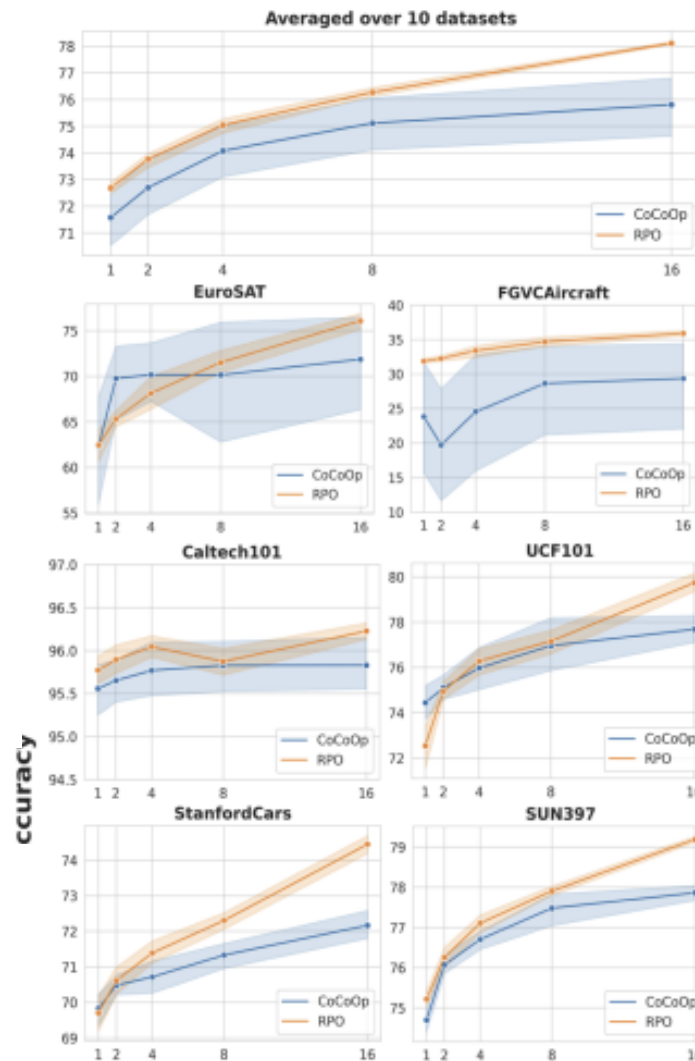 Averaged over 10 datasets
78
77
76
75
74
73
72
71
CoCoOp
RPO
1 2 4 8 16
EuroSAT
75
70
65
60
55
CoCoOp
RPO
1 2 4 8 16
FGVCAircraft
40
35
30
25
20
15
10
CoCoOp
RPO
1 2 4 8 16
Caltech101
97.0
96.5
96.0
95.5
95.0
94.5
CoCoOp
RPO
1 2 4 8 16
UCF101
80
78
76
74
72
CoCoOp
RPO
1 2 4 8 1
ccuracy
StanfordCars
74
73
72
71
70
69
CoCoOp
RPO
1 2 4 8 16
SUN397
79
78
77
76
75
CoCoOp
RPO
1 2 4 8 1